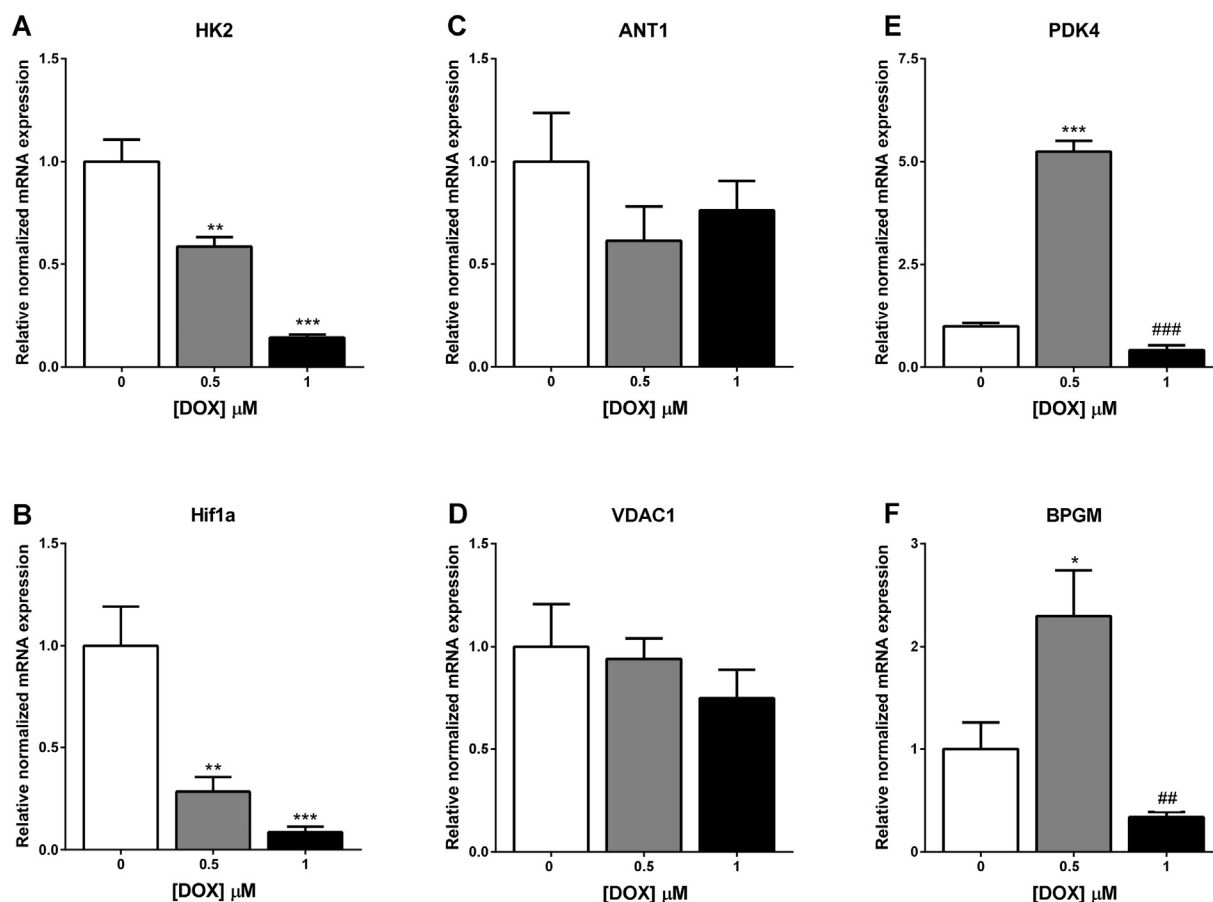 A
HK2
Relative normalized mRNA expression
1.5
1.0
0.5
0.0
**
***
0
0.5
1
[DOX] μM
C
ANT1
Relative normalized mRNA expression
1.5
1.0
0.5
0.0
0
0.5
1
[DOX] μM
E
PDK4
Relative normalized mRNA expression
7.5
5.0
2.5
0.0
***
###
0
0.5
1
[DOX] μM
B
Hif1a
Relative normalized mRNA expression
1.5
1.0
0.5
0.0
**
***
0
0.5
1
[DOX] μM
D
VDAC1
Relative normalized mRNA expression
1.5
1.0
0.5
0.0
0
0.5
1
[DOX] μM
F
BPGM
Relative normalized mRNA expression
3
2
1
0
*
##
0
0.5
1
[DOX] μM